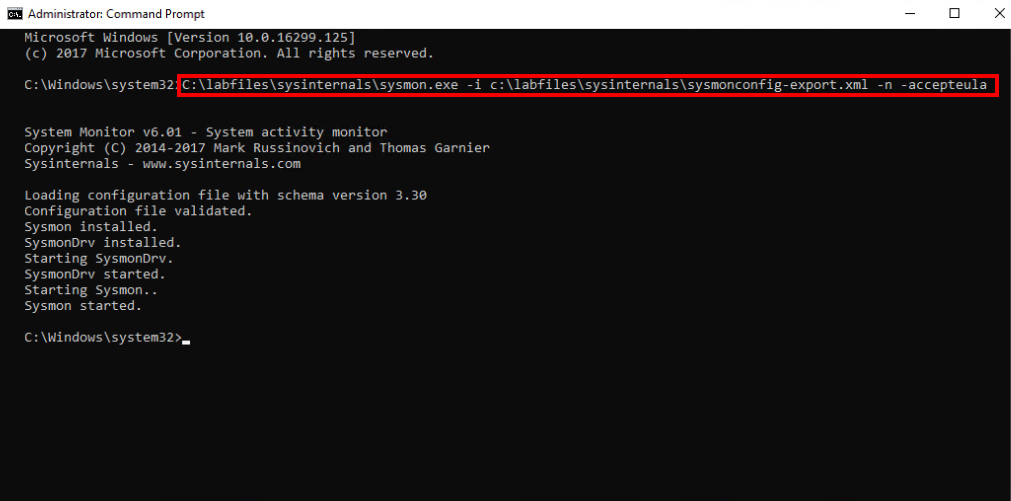 Administrator: Command Prompt
Microsoft Windows [Version 10.0.16299.125]
(c) 2017 Microsoft Corporation. All rights reserved.
C:\Windows\system32>C:\labfiles\sysinternals\sysmon.exe -i c:\labfiles\sysinternals\sysmonconfig-export.xml -n -accepteula
System Monitor v6.01 - System activity monitor
Copyright (C) 2014-2017 Mark Russinovich and Thomas Garnier
Sysinternals - www.sysinternals.com
Loading configuration file with schema version 3.30
Configuration file validated.
Sysmon installed.
SysmonDrv installed.
Starting SysmonDrv.
SysmonDrv started.
Starting Sysmon..
Sysmon started.
C:\Windows\system32>